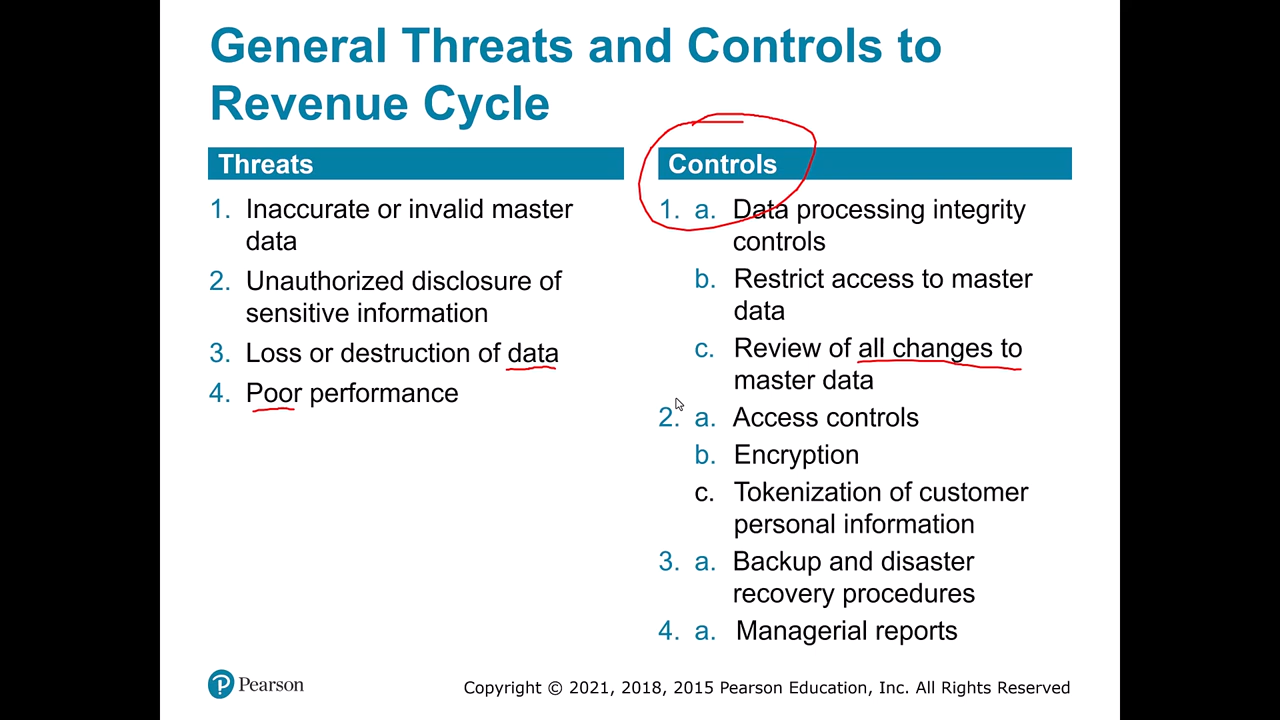 General Threats and Controls to
Revenue Cycle
Threats
1. Inaccurate or invalid master
data
2. Unauthorized disclosure of
sensitive information
3. Loss or destruction of data
4. Poor performance
Controls
1. a. Data processing integrity
controls
b. Restrict access to master
data
c. Review of all changes to
master data
2. a. Access controls
b. Encryption
c. Tokenization of customer
personal information
3. a. Backup and disaster
recovery procedures
4. a. Managerial reports
Pearson
Copyright © 2021, 2018, 2015 Pearson Education, Inc. All Rights Reserved